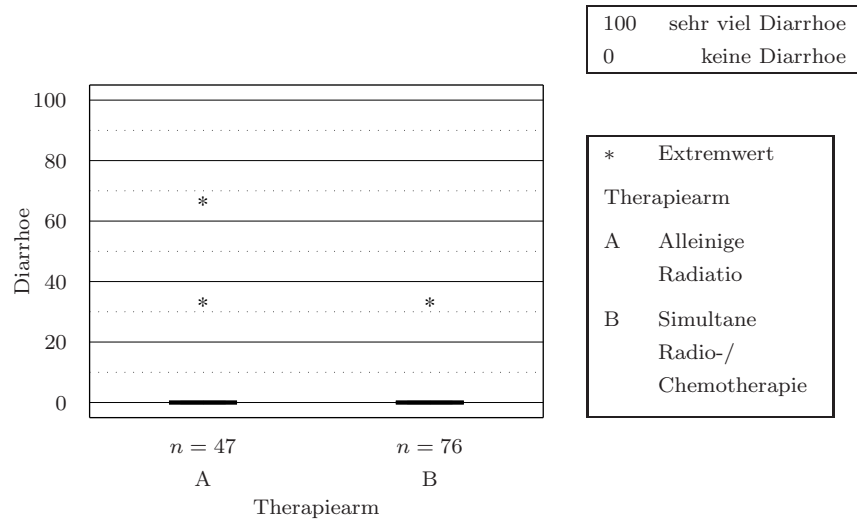 100 sehr viel Diarrhoe
0 keine Diarrhoe
Diarrhoe
100
80
60
40
20
0
*
*
*
n = 47
n = 76
A
B
Therapiearm
* Extremwert
Therapiearm
A Alleinige
Radiatio
B Simultane
Radio-/
Chemotherapie